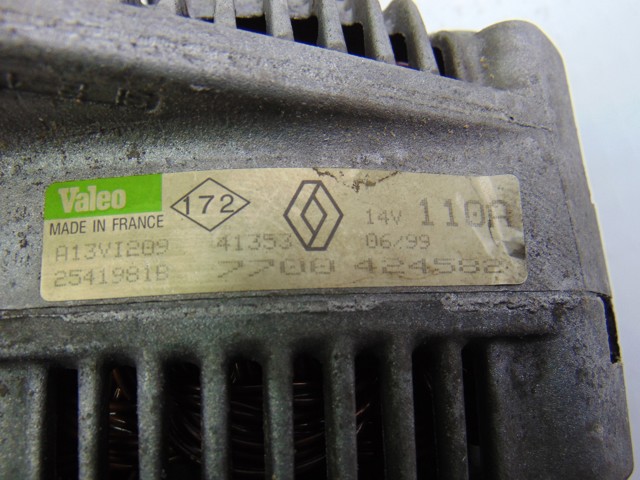 Valeo
MADE IN FRANCE
172
14V 110A
A13VI209 41353 06/99
2541981B 7700 424582